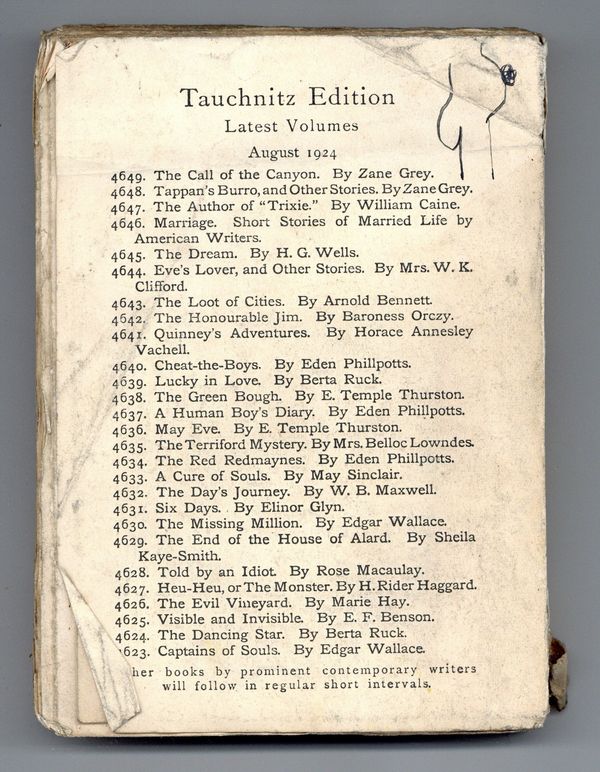 Tauchnitz Edition
Latest Volumes
August 1924
4649. The Call of the Canyon. By Zane Grey.
4648. Tappan's Burro, and Other Stories. By Zane Grey.
4647. The Author of "Trixie." By William Caine.
4646. Marriage. Short Stories of Married Life by
American Writers.
4645. The Dream. By H. G. Wells.
4644. Eve's Lover, and Other Stories. By Mrs. W. K.
Clifford.
4643. The Loot of Cities. By Arnold Bennett.
4642. The Honourable Jim. By Baroness Orczy.
4641. Quinney's Adventures. By Horace Annesley
Vachell.
4640. Cheat-the-Boys. By Eden Phillpotts.
4639. Lucky in Love. By Berta Ruck.
4638. The Green Bough. By E. Temple Thurston.
4637. A Human Boy's Diary. By Eden Phillpotts.
4636. May Eve. By E. Temple Thurston.
4635. The Terriford Mystery. By Mrs. Belloc Lowndes.
4634. The Red Redmaynes. By Eden Phillpotts.
4633. A Cure of Souls. By May Sinclair.
4632. The Day's Journey. By W. B. Maxwell.
4631. Six Days. By Elinor Glyn.
4630. The Missing Million. By Edgar Wallace.
4629. The End of the House of Alard. By Sheila
Kaye-Smith.
4628. Told by an Idiot. By Rose Macaulay.
4627. Heu-Heu, or The Monster. By H. Rider Haggard.
4626. The Evil Vineyard. By Marie Hay.
4625. Visible and Invisible. By E. F. Benson.
4624. The Dancing Star. By Berta Ruck.
623. Captains of Souls. By Edgar Wallace.
her books by prominent contemporary writers
will follow in regular short intervals.